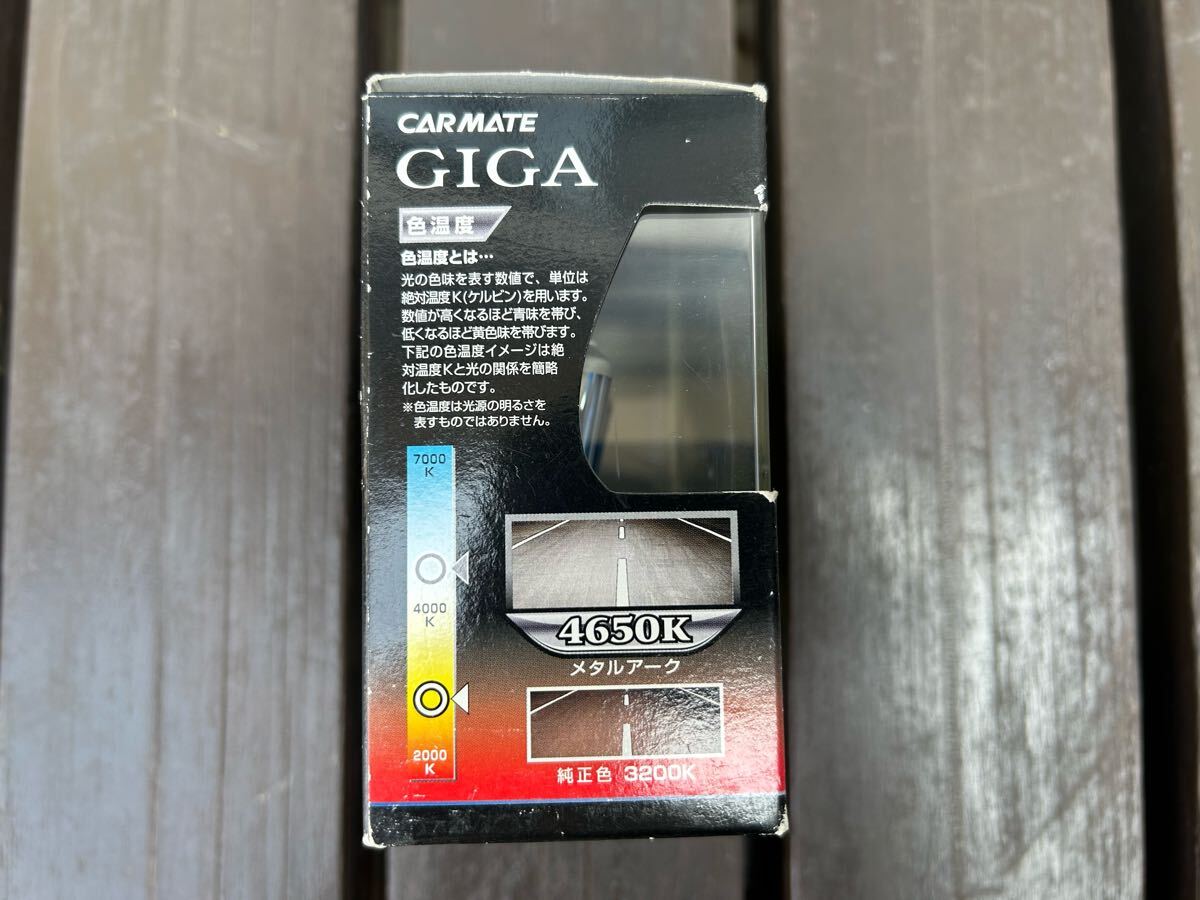 CARMATE
GIGA
色温度
色温度とは…
光の色味を表す数値で、単位は
絶対温度K(ケルビン)を用います。
数値が高くなるほど青味を帯び、
低くなるほど黄色味を帯びます。
下記の色温度イメージは絶
対温度Kと光の関係を簡略
化したものです。
※色温度は光源の明るさを
表すものではありません。
7000
K
4000
K
2000
K
4650K
メタルアーク
純正色 3200K